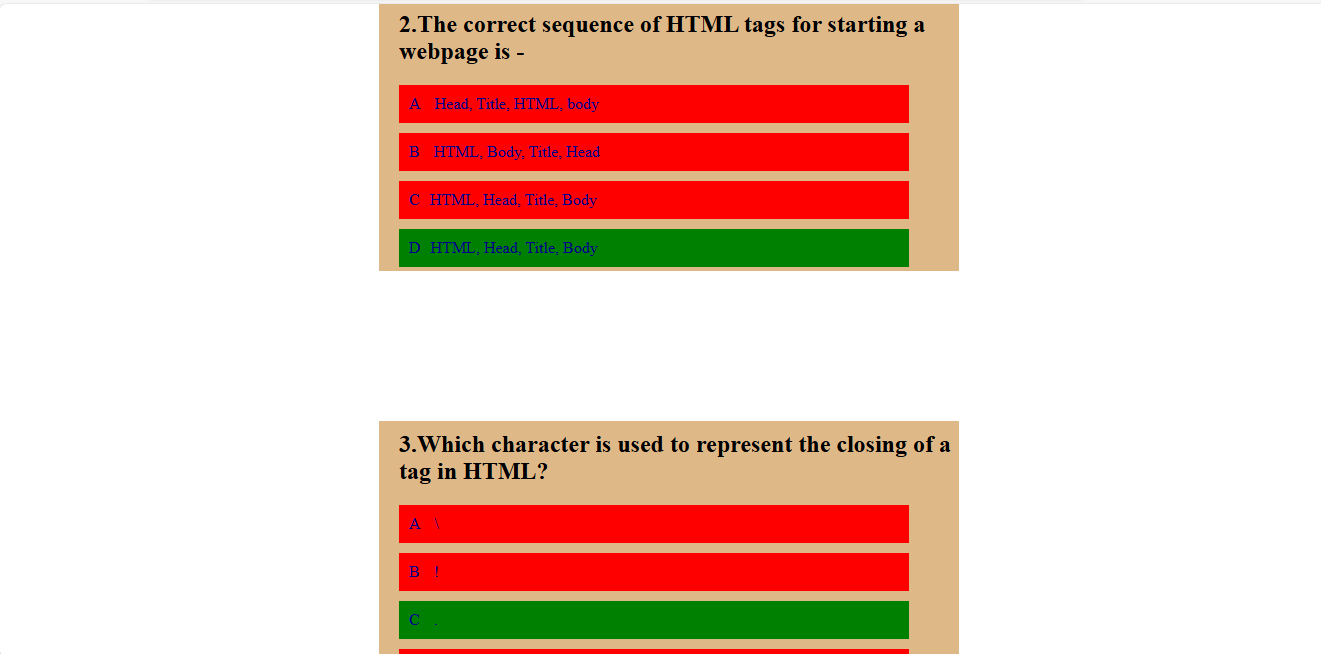 2.The correct sequence of HTML tags for starting a
webpage is -
A Head, Title, HTML, body
B HTML, Body, Title, Head
C HTML, Head, Title, Body
D HTML, Head, Title, Body
3.Which character is used to represent the closing of a
tag in HTML?
A \
B !
C .